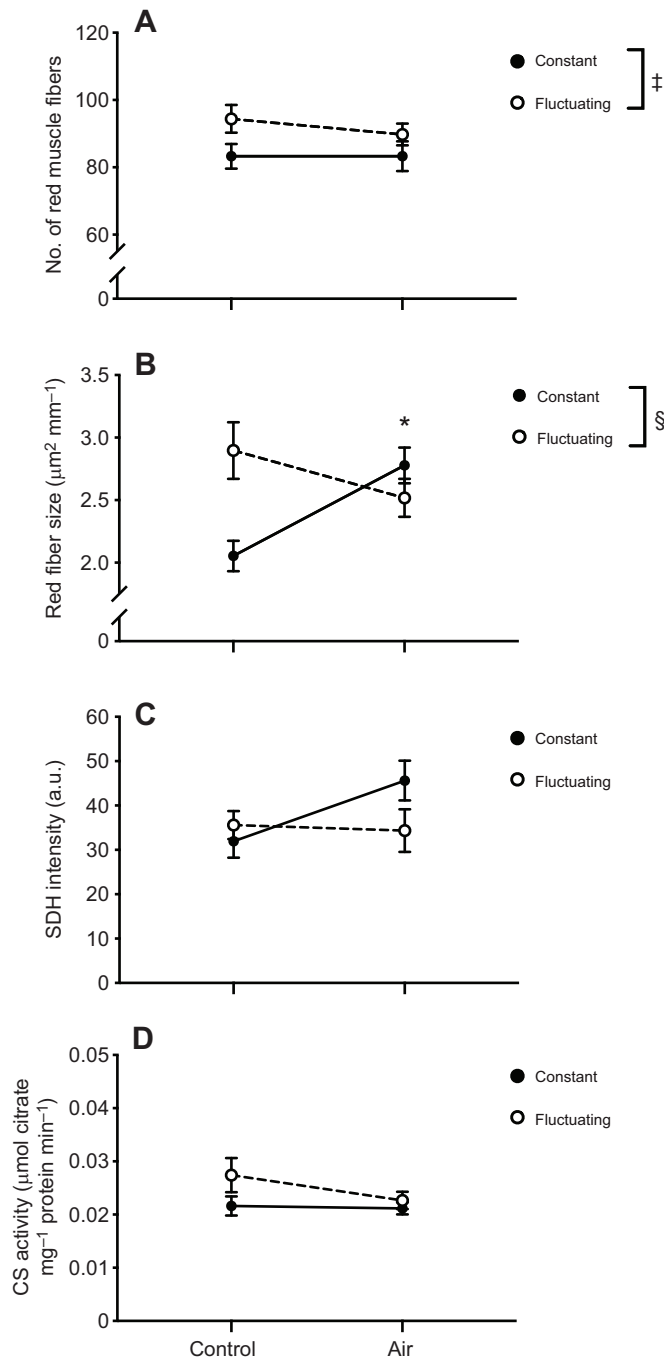 A
No. of red muscle fibers
120
100
80
60
0
Constant
Fluctuating
‡
B
Red fiber size (μm² mm⁻¹)
3.5
3.0
2.5
2.0
0
*
Constant
Fluctuating
§
C
SDH intensity (a.u.)
60
50
40
30
20
10
0
Constant
Fluctuating
D
CS activity (μmol citrate
mg⁻¹ protein min⁻¹)
0.05
0.04
0.03
0.02
0.01
0
Constant
Fluctuating
Control Air